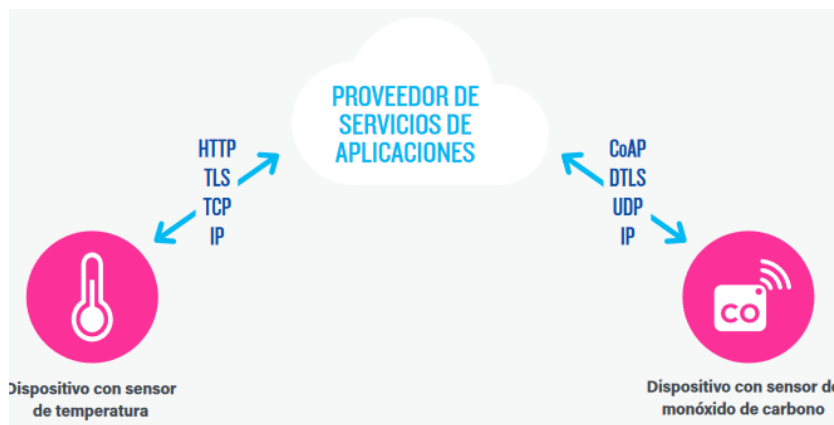 PROVEEDOR DE
SERVICIOS DE
APLICACIONES
HTTP
TLS
TCP
IP
CoAP
DTLS
UDP
IP
CO
Dispositivo con sensor
de temperatura
Dispositivo con sensor de
monóxido de carbono